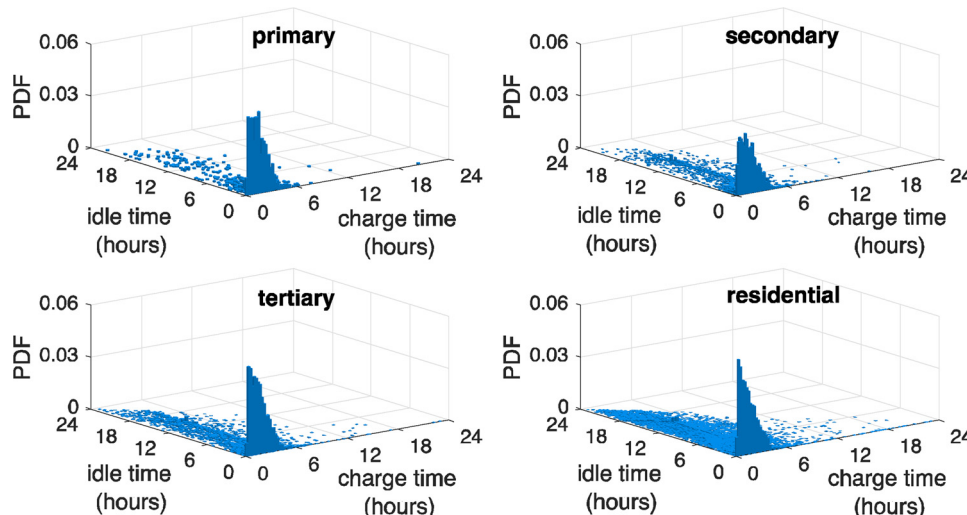 primary
PDF
0.06
0.03
0
24
18
12
6
0
0
6
12
18
24
idle time
(hours)
charge time
(hours)
secondary
PDF
0.06
0.03
0
24
18
12
6
0
0
6
12
18
24
idle time
(hours)
charge time
(hours)
tertiary
PDF
0.06
0.03
0
24
18
12
6
0
0
6
12
18
24
idle time
(hours)
charge time
(hours)
residential
PDF
0.06
0.03
0
24
18
12
6
0
0
6
12
18
24
idle time
(hours)
charge time
(hours)